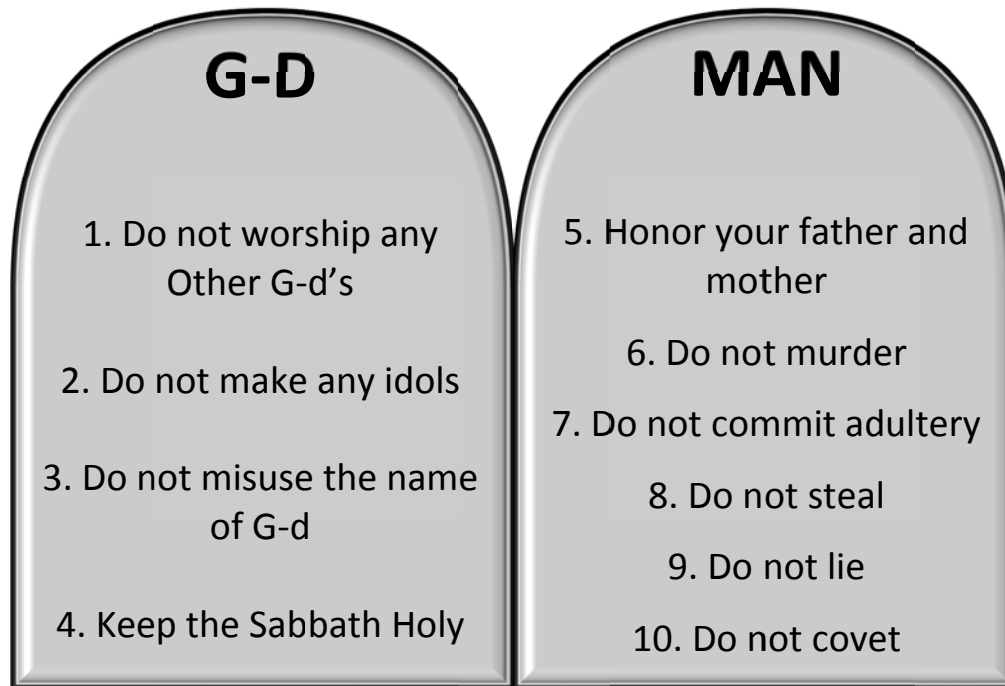 G-D
1. Do not worship any
Other G-d’s
2. Do not make any idols
3. Do not misuse the name
of G-d
4. Keep the Sabbath Holy
MAN
5. Honor your father and
mother
6. Do not murder
7. Do not commit adultery
8. Do not steal
9. Do not lie
10. Do not covet